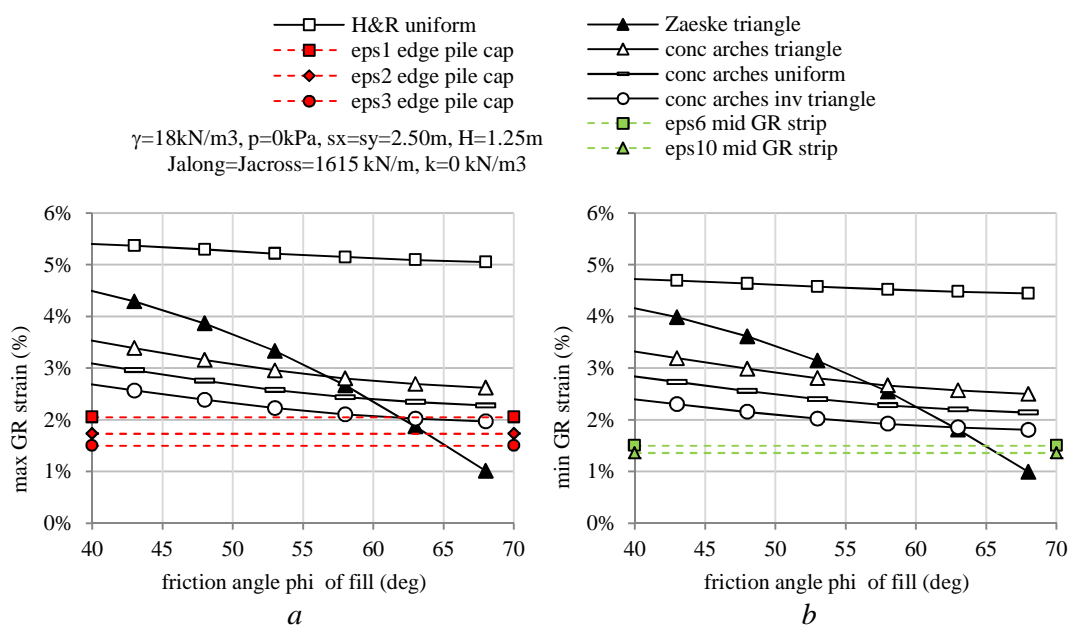 H&R uniform
eps1 edge pile cap
eps2 edge pile cap
eps3 edge pile cap
γ=18kN/m3, p=0kPa, sx=sy=2.50m, H=1.25m
Jalong=Jacross=1615 kN/m, k=0 kN/m3
Zaeske triangle
conc arches triangle
conc arches uniform
conc arches inv triangle
eps6 mid GR strip
eps10 mid GR strip
max GR strain (%)
6%
5%
4%
3%
2%
1%
0%
40 45 50 55 60 65 70
friction angle phi of fill (deg)
a
min GR strain (%)
6%
5%
4%
3%
2%
1%
0%
40 45 50 55 60 65 70
friction angle phi of fill (deg)
b